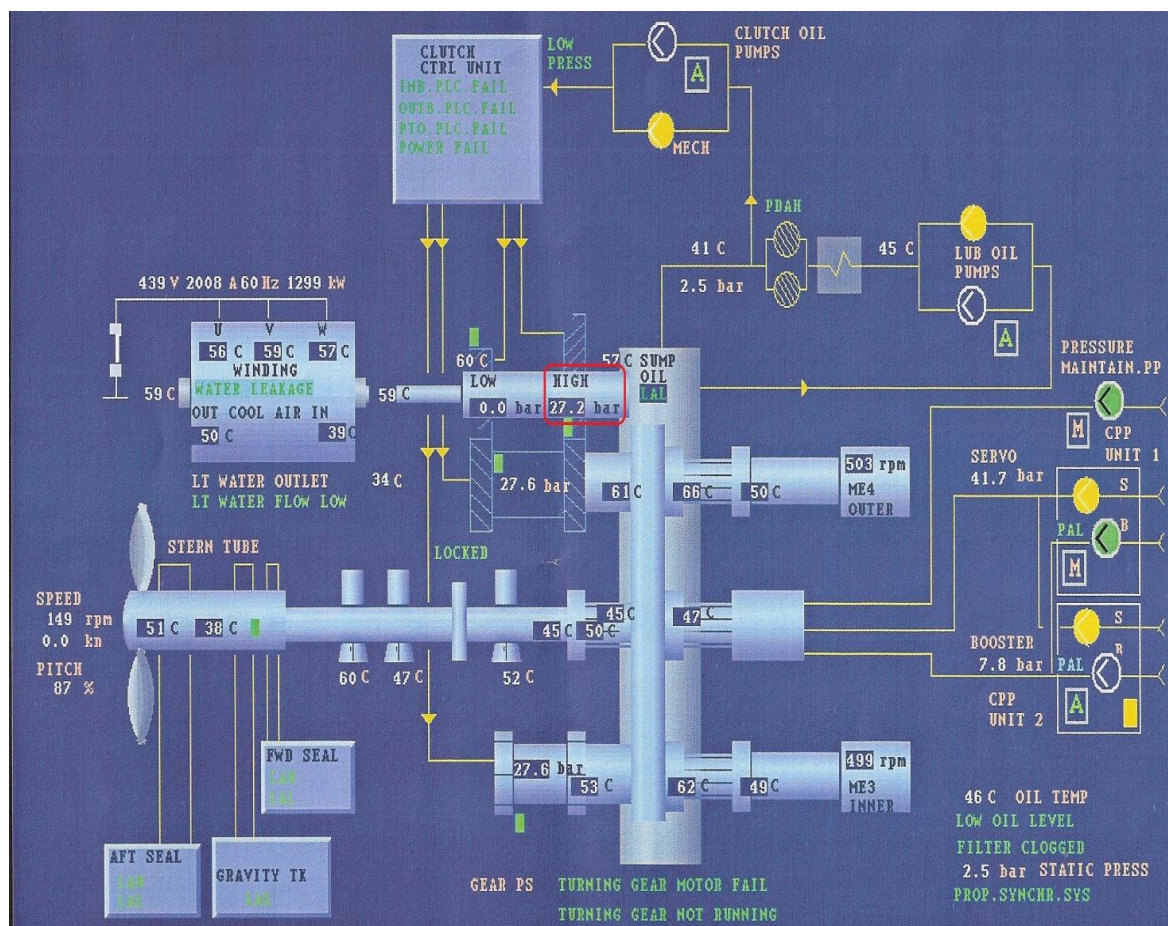 CLUTCH
CTRL UNIT
INB.PLC.FAIL
OUTB.PLC.FAIL
PTO.PLC.FAIL
POWER FAIL
LOW
PRESS
CLUTCH OIL
PUMPS
A
MECH
PDAH
41 C
2.5 bar
45 C
LUB OIL
PUMPS
A
439 V 2008 A 60 Hz 1299 kW
U V W
56 C 59 C 57 C
WINDING
WATER LEAKAGE
OUT COOL AIR IN
50 C 39 C
59 C
59 C
LT WATER OUTLET 34 C
LT WATER FLOW LOW
60 C
LOW
0.0 bar
HIGH
27.2 bar
57 C
SUMP
OIL
LAL
27.6 bar
PRESSURE
MAINTAIN.PP
M
CPP
UNIT 1
SERVO
41.7 bar
S
PAL
B
M
61 C 66 C 50 C
503 rpm
ME4
OUTER
LOCKED
STERN TUBE
SPEED
149 rpm
0.0 kn
PITCH
87 %
51 C 38 C
60 C 47 C 52 C
45 C 50 C
45 C
47 C
BOOSTER
7.8 bar
S
PAL
A
CPP
UNIT 2
27.6 bar
53 C 62 C 49 C
499 rpm
ME3
INNER
FWD SEAL
LAH
LAL
AFT SEAL
LAH
LAL
GRAVITY TK
LAL
46 C OIL TEMP
LOW OIL LEVEL
FILTER CLOGGED
2.5 bar STATIC PRESS
PROP.SYNCHR.SYS
GEAR PS TURNING GEAR MOTOR FAIL
TURNING GEAR NOT RUNNING